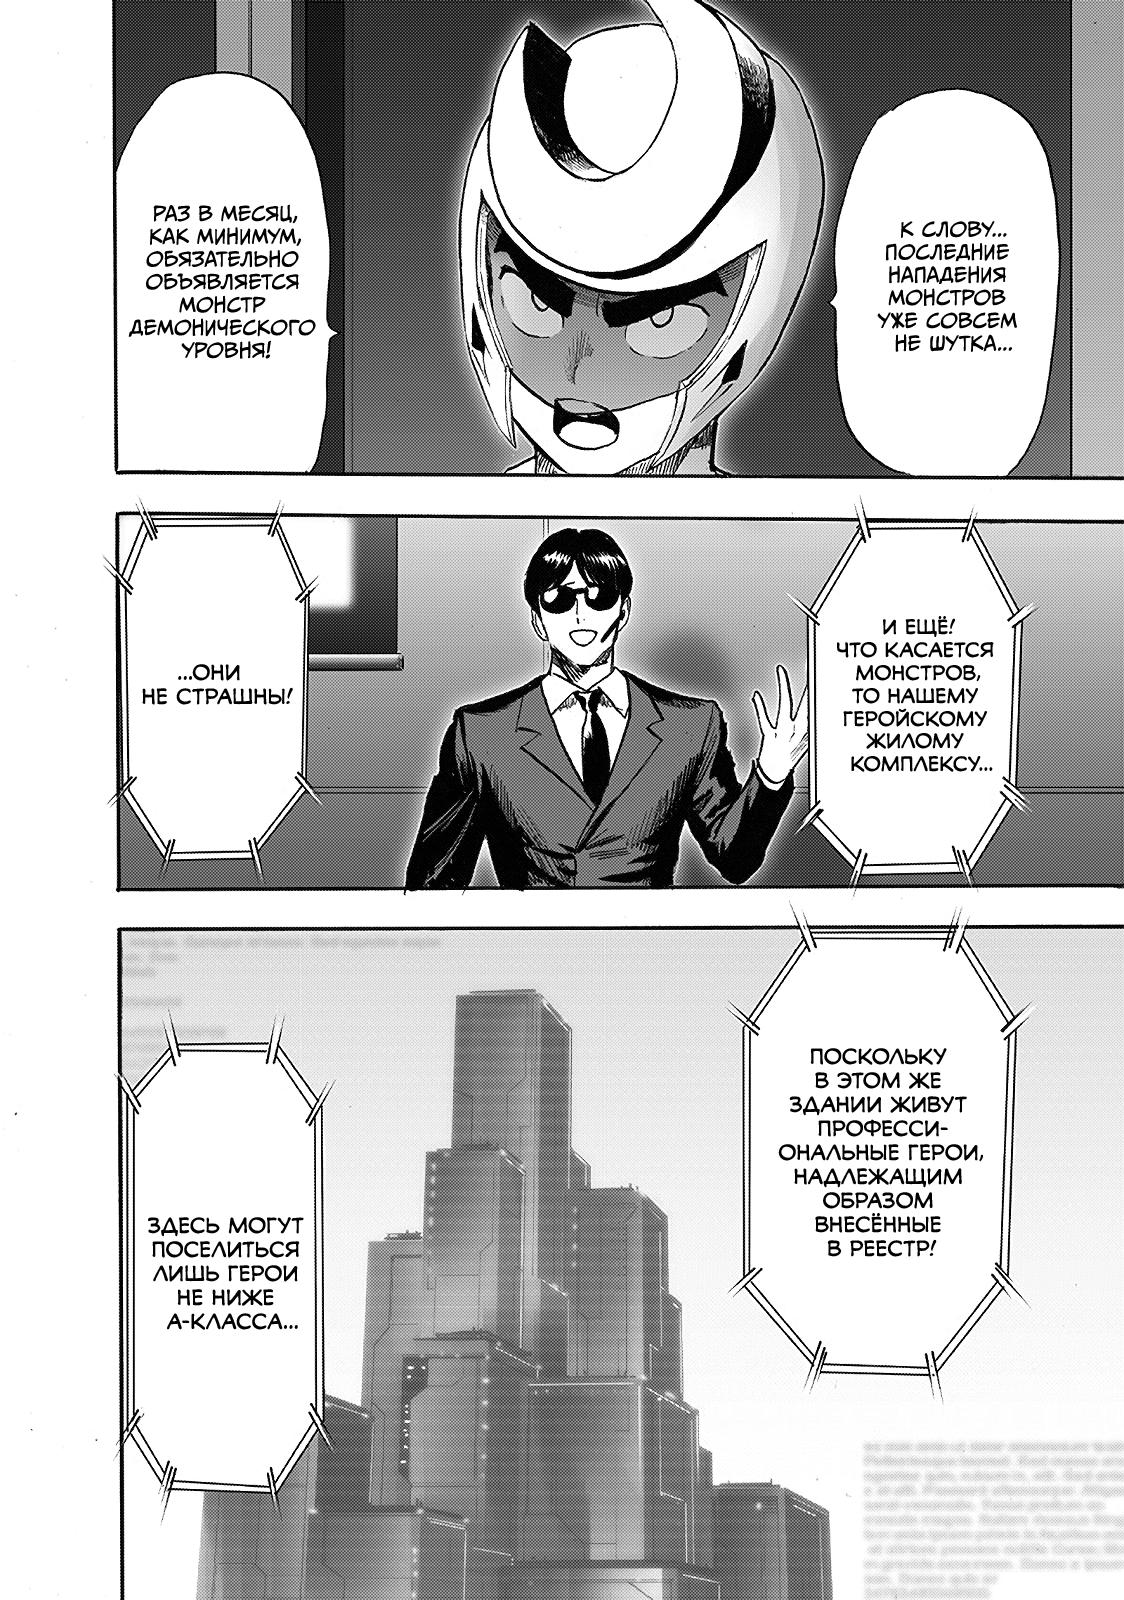 К СЛОВУ...
ПОСЛЕДНИЕ
НАПАДЕНИЯ
МОНСТРОВ
УЖЕ СОВСЕМ
НЕ ШУТКА...
РАЗ В МЕСЯЦ,
КАК МИНИМУМ,
ОБЯЗАТЕЛЬНО
ОБЪЯВЛЯЕТСЯ
МОНСТР
ДЕМОНИЧЕСКОГО
УРОВНЯ!
И ЕЩЁ!
ЧТО КАСАЕТСЯ
МОНСТРОВ,
ТО НАШЕМУ
ГЕРОЙСКОМУ
ЖИЛОМУ
КОМПЛЕКСУ...
...ОНИ
НЕ СТРАШНЫ!
ПОСКОЛЬКУ
В ЭТОМ ЖЕ
ЗДАНИИ ЖИВУТ
ПРОФЕССИ-
ОНАЛЬНЫЕ ГЕРОИ,
НАДЛЕЖАЩИМ
ОБРАЗОМ
ВНЕСЁННЫЕ
В РЕЕСТР!
ЗДЕСЬ МОГУТ
ПОСЕЛИТЬСЯ
ЛИШЬ ГЕРОИ
НЕ НИЖЕ
А-КЛАССА...